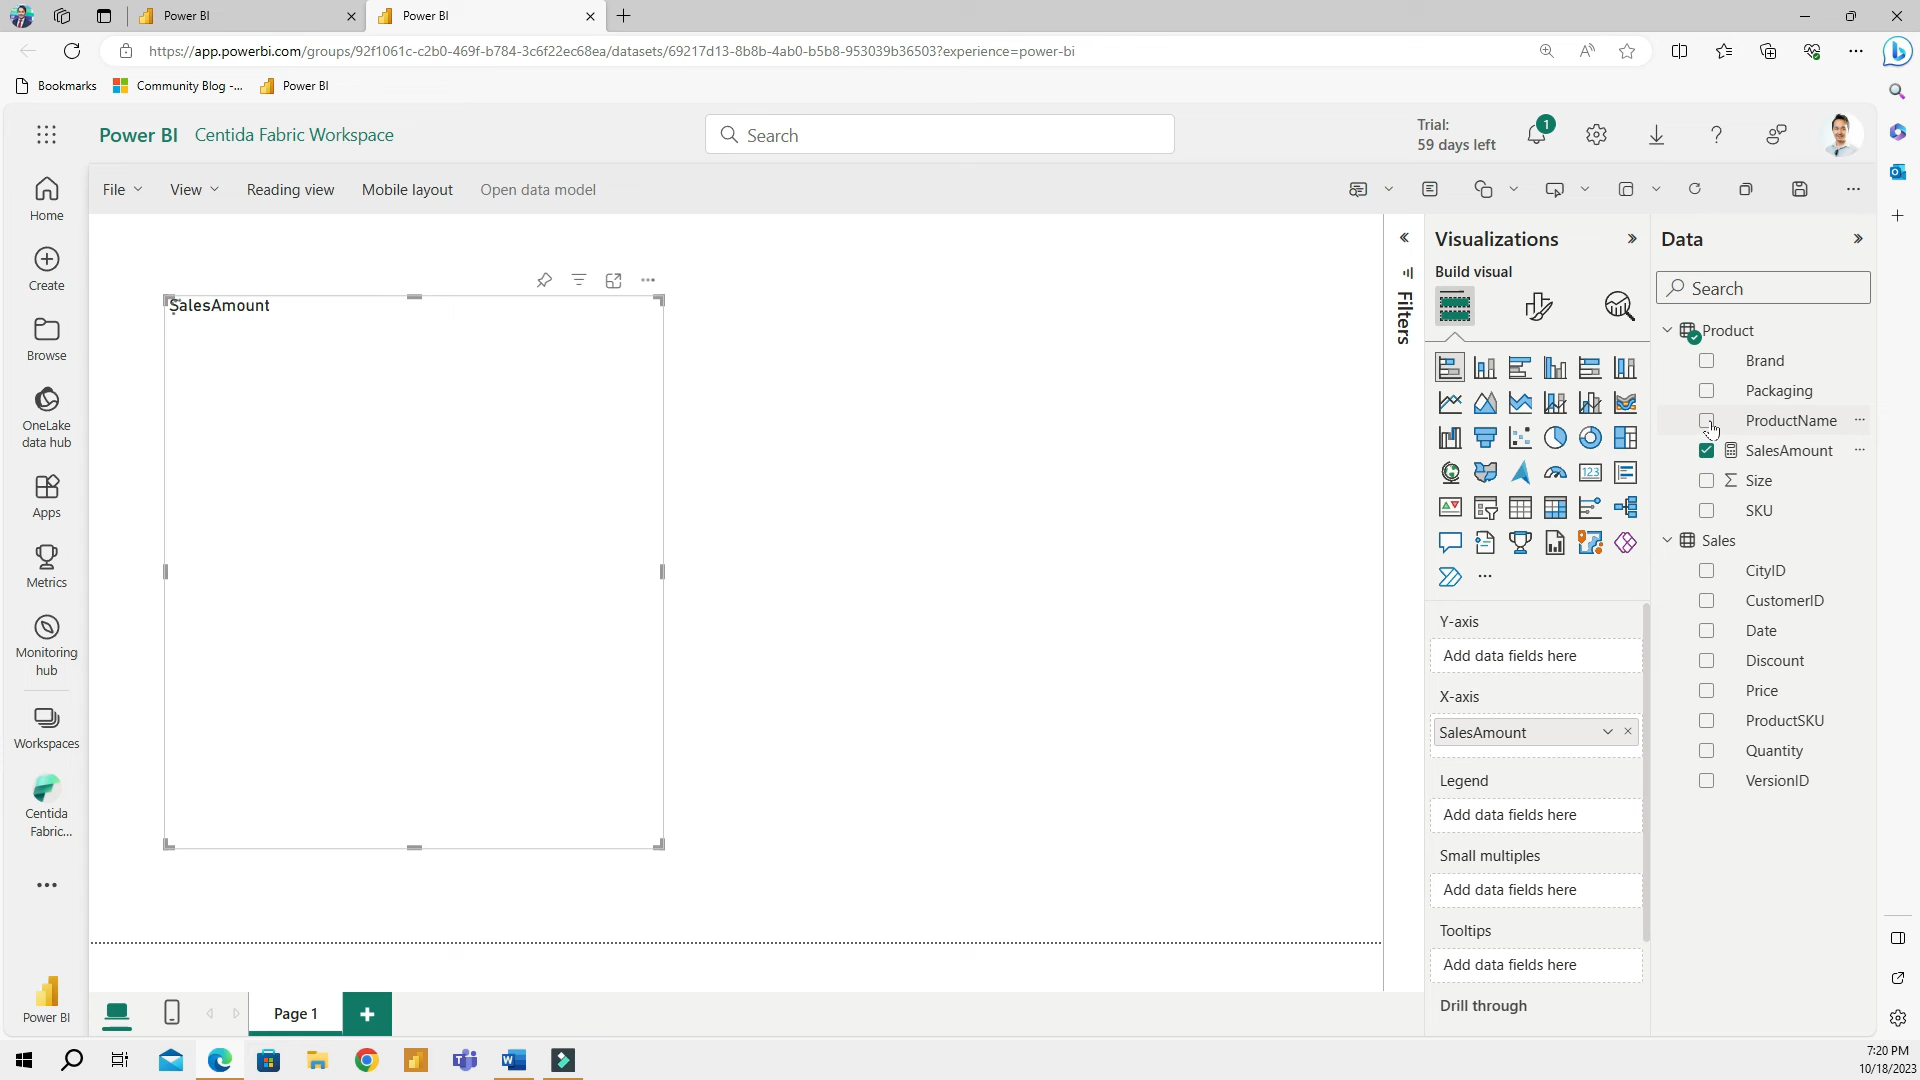 Power BI
Power BI
https://app.powerbi.com/groups/92f1061c-c2b0-469f-b784-3c6f22ec68ea/datasets/69217d13-8b8b-4ab0-b5b8-953039b36503?experience=power-bi
Bookmarks
Community Blog -...
Power BI
Power BI Centida Fabric Workspace
Search
Trial:
59 days left
1
File
View
Reading view
Mobile layout
Open data model
Home
Create
Browse
OneLake
data hub
Apps
Metrics
Monitoring
hub
Workspaces
Centida
Fabric...
Power BI
SalesAmount
Filters
Visualizations
Build visual
123
Y-axis
Add data fields here
X-axis
SalesAmount
Legend
Add data fields here
Small multiples
Add data fields here
Tooltips
Add data fields here
Drill through
Data
Search
Product
Brand
Packaging
ProductName
SalesAmount
Size
SKU
Sales
CityID
CustomerID
Date
Discount
Price
ProductSKU
Quantity
VersionID
Page 1
7:20 PM
10/18/2023